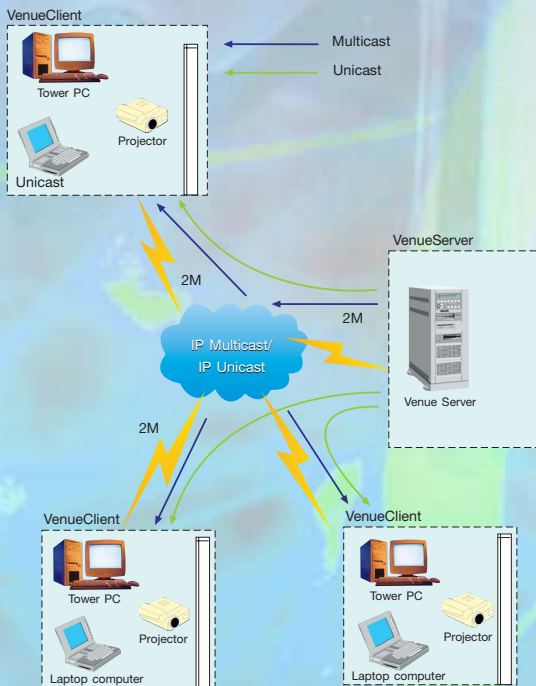 VenueClient
Multicast
Unicast
Tower PC
Projector
Unicast
VenueServer
2M
2M
IP Multicast/
IP Unicast
Venue Server
2M
VenueClient
VenueClient
Tower PC
Projector
Laptop computer
Tower PC
Projector
Laptop computer